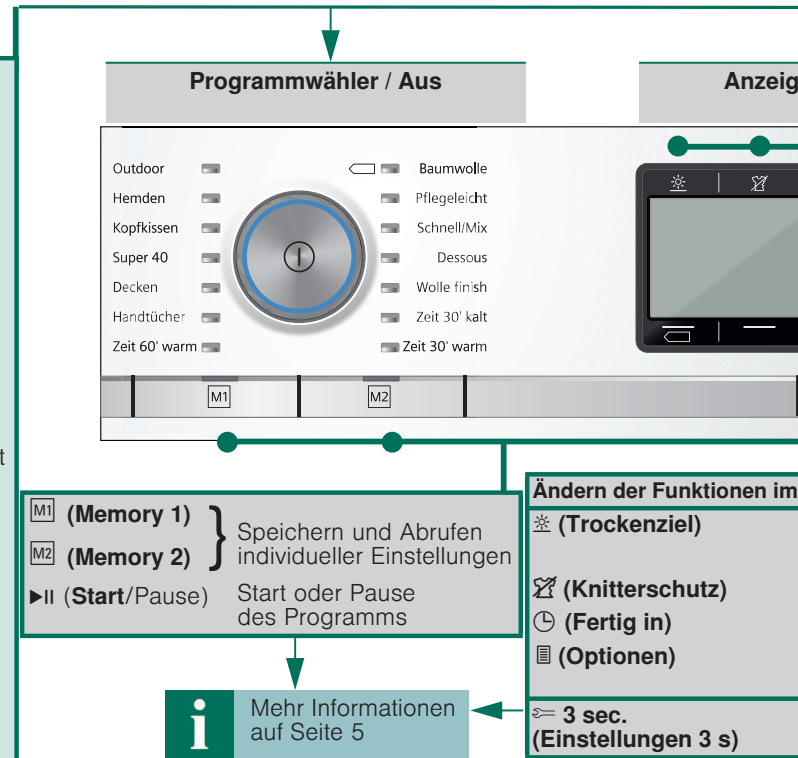 Programmwähler / Aus
Anzeig
Outdoor
Hemden
Kopfkissen
Super 40
Decken
Handtücher
Zeit 60' warm
Baumwolle
Pflegeleicht
Schnell/Mix
Dessous
Wolle finish
Zeit 30' kalt
Zeit 30' warm
M1
M2
t
M1 (Memory 1)
M2 (Memory 2)
Speichern und Abrufen
individueller Einstellungen
(Start/Pause) Start oder Pause
des Programms
Ändern der Funktionen im
(Trockenziel)
(Knitterschutz)
(Fertig in)
(Optionen)
3 sec.
(Einstellungen 3 s)
i
Mehr Informationen
auf Seite 5